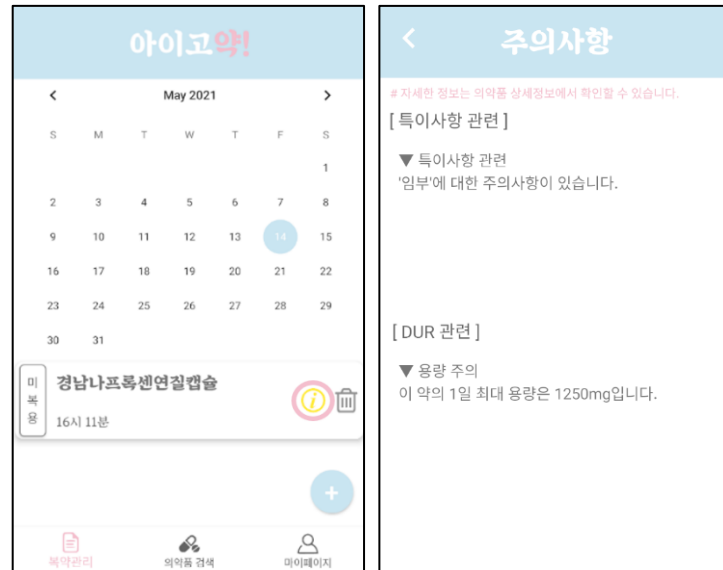 아이고약!
May 2021
S M T W T F S
1
2 3 4 5 6 7 8
9 10 11 12 13 14 15
16 17 18 19 20 21 22
23 24 25 26 27 28 29
30 31
미복용
경남나프록센연질캡슐
i
16시 11분
+
복약관리
의약품 검색
마이페이지
주의사항
# 자세한 정보는 의약품 상세정보에서 확인할 수 있습니다.
[ 특이사항 관련 ]
▼ 특이사항 관련
'임부'에 대한 주의사항이 있습니다.
[ DUR 관련 ]
▼ 용량 주의
이 약의 1일 최대 용량은 1250mg입니다.